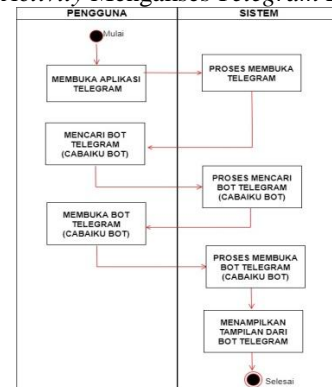 Activity Mengakses Telegram
PENGGUNA
SISTEM
Mulai
MEMBUKA APLIKASI
TELEGRAM
PROSES MEMBUKA
TELEGRAM
MENCARI BOT
TELEGRAM
(CABAIKU BOT)
PROSES MENCARI
BOT TELEGRAM
(CABAIKU BOT)
MEMBUKA BOT
TELEGRAM
(CABAIKU BOT)
PROSES MEMBUKA
BOT TELEGRAM
(CABAIKU BOT)
MENAMPILKAN
TAMPILAN DARI
BOT TELEGRAM
Selesai